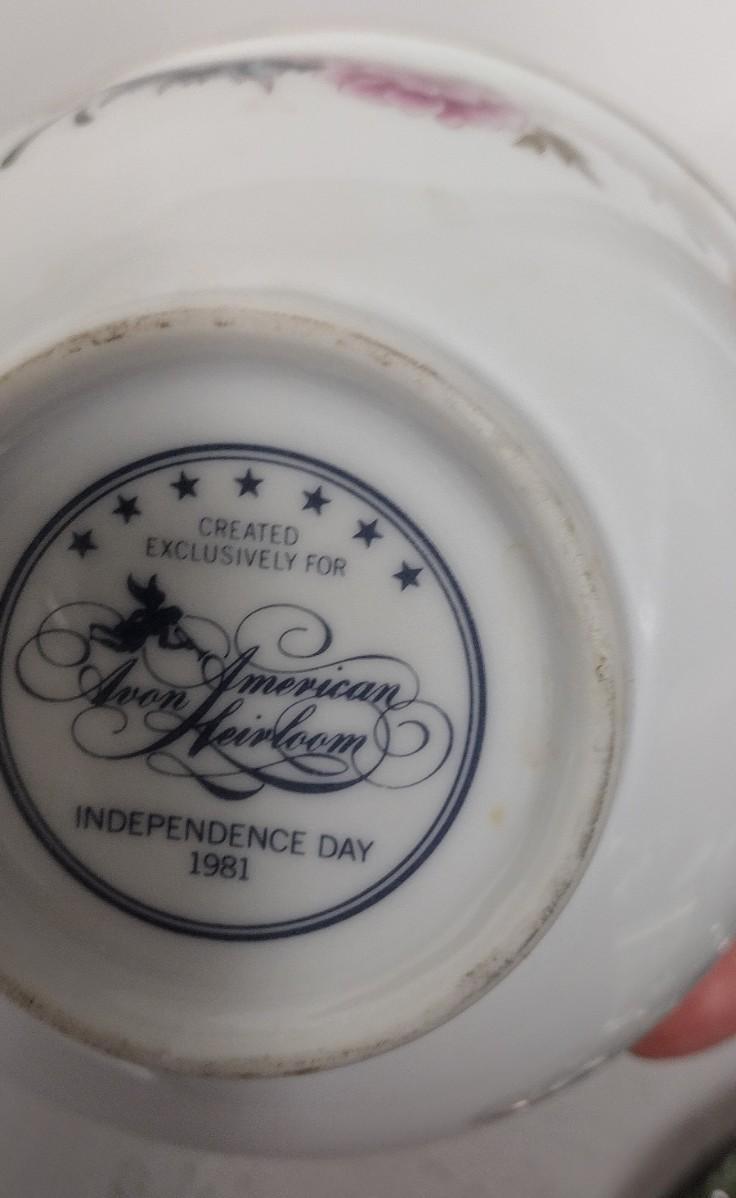 CREATED
EXCLUSIVELY FOR
Avon American
Heirloom
INDEPENDENCE DAY
1981